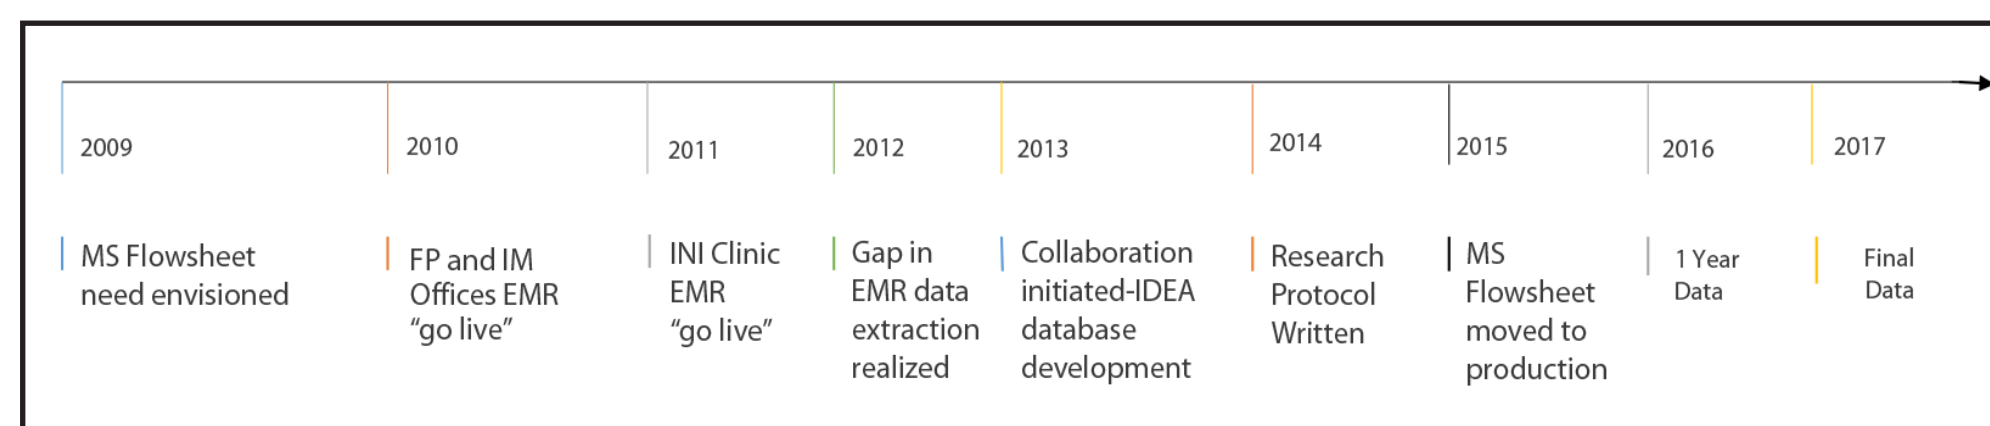 2009
2010
2011
2012
2013
2014
2015
2016
2017
MS Flowsheet
need envisioned
FP and IM
Offices EMR
“go live”
INI Clinic
EMR
“go live”
Gap in
EMR data
extraction
realized
Collaboration
initiated-IDEA
database
development
Research
Protocol
Written
MS
Flowsheet
moved to
production
1 Year
Data
Final
Data